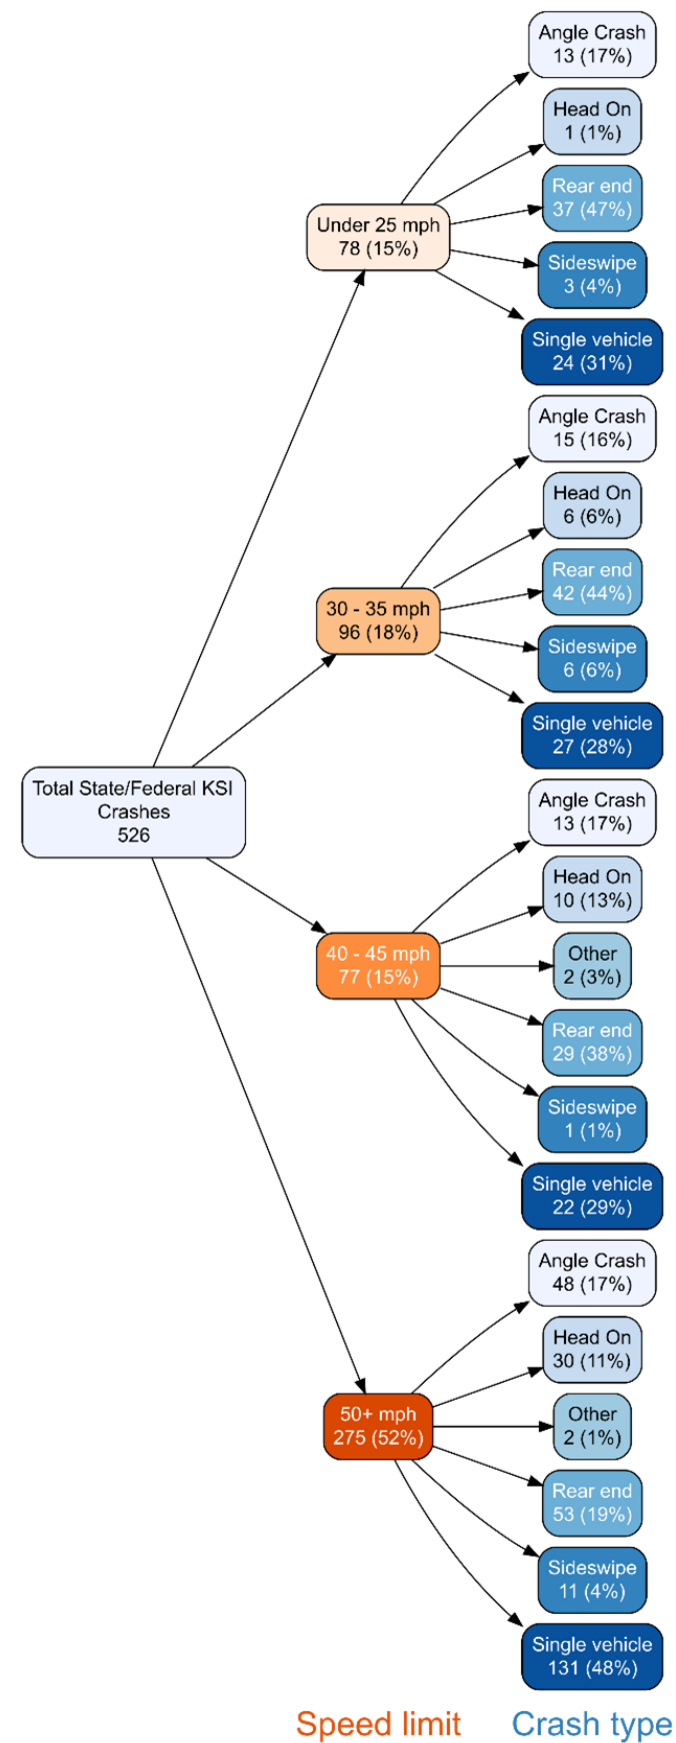 Angle Crash
13 (17%)
Head On
1 (1%)
Rear end
37 (47%)
Under 25 mph
78 (15%)
Sideswipe
3 (4%)
Single vehicle
24 (31%)
Angle Crash
15 (16%)
Head On
6 (6%)
Rear end
42 (44%)
30 - 35 mph
96 (18%)
Sideswipe
6 (6%)
Single vehicle
27 (28%)
Total State/Federal KSI
Crashes
526
Angle Crash
13 (17%)
Head On
10 (13%)
40 - 45 mph
77 (15%)
Other
2 (3%)
Rear end
29 (38%)
Sideswipe
1 (1%)
Single vehicle
22 (29%)
Angle Crash
48 (17%)
Head On
30 (11%)
50+ mph
275 (52%)
Other
2 (1%)
Rear end
53 (19%)
Sideswipe
11 (4%)
Single vehicle
131 (48%)
Speed limit
Crash type